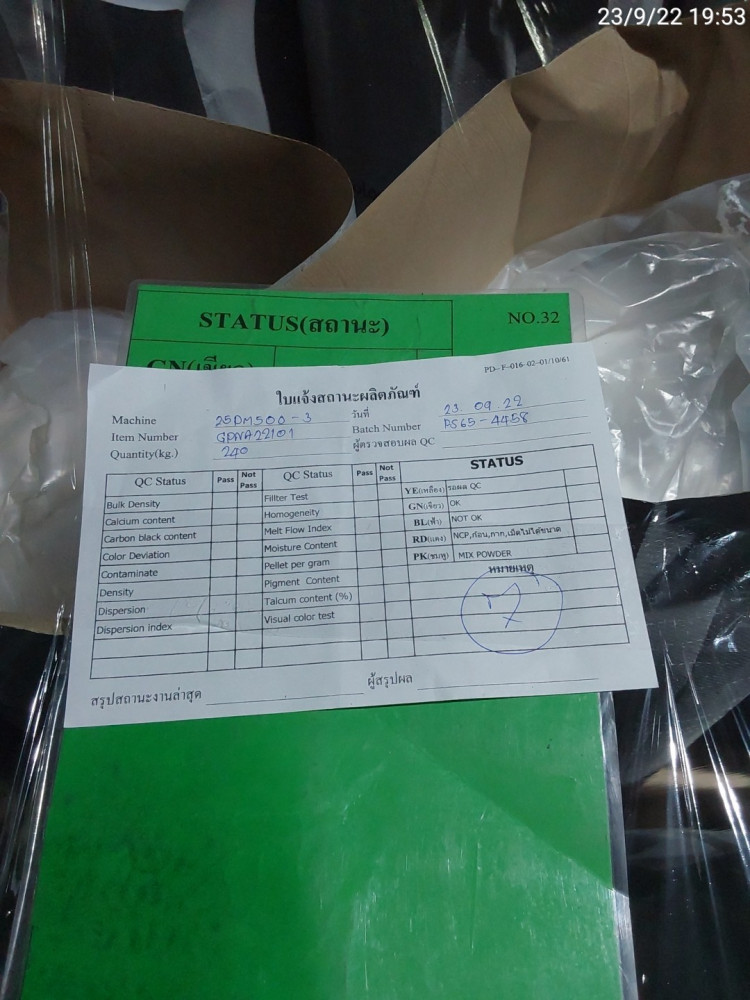 23/9/22 19:53
STATUS(สถานะ)
NO.32
PD-F-016-02-01/10/61
ใบแจ้งสถานะผลิตภัณฑ์
Machine 25DM500-3 วันที่ 23.09.22
Item Number GPNA22101 Batch Number PS65-4458
Quantity(kg.) 240 ผู้ตรวจสอบผล QC
QC Status Pass Not Pass QC Status Pass Not Pass STATUS
Bulk Density Fillter Test YE(เหลือง) รอผล QC
Calcium content Homogeneity GN(เขียว) OK
Carbon black content Melt Flow Index BL(ฟ้า) NOT OK
Color Deviation Moisture Content RD(แดง) NCP,ก้อน,กาก,เม็ดไม่ได้ขนาด
Contaminate Pellet per gram PK(ชมพู) MIX POWDER
Density Pigment Content หมายเหตุ
Dispersion Talcum content (%)
Dispersion index Visual color test
สรุปสถานะงานล่าสุด ผู้สรุปผล